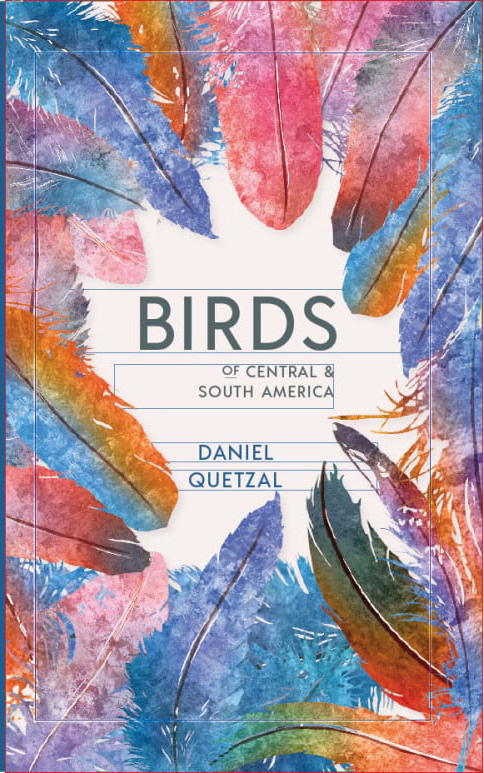 BIRDS
OF CENTRAL &
SOUTH AMERICA
DANIEL
QUETZAL